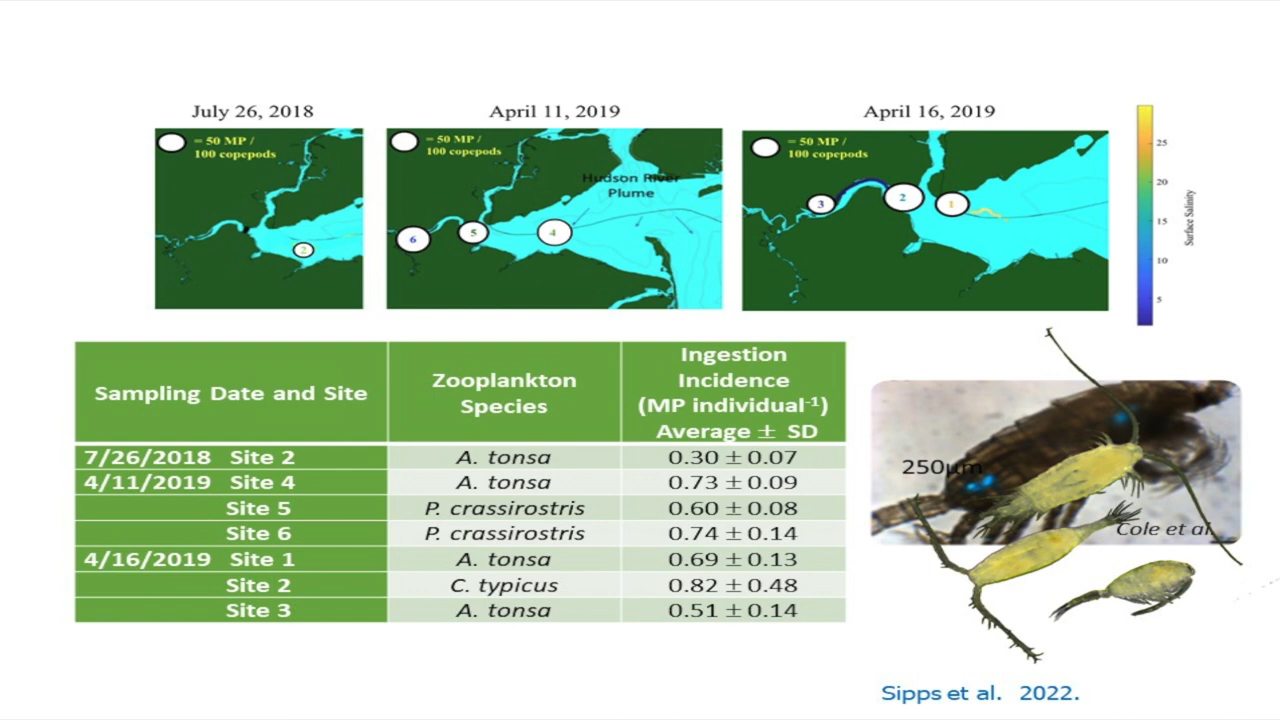 July 26, 2018
April 11, 2019
April 16, 2019
= 50 MP /
100 copepods
2
= 50 MP /
100 copepods
Hudson River
Plume
6
5
4
= 50 MP /
100 copepods
3
2
1
25
20
15
10
5
Surface Salinity
Sampling Date and Site
Zooplankton
Species
Ingestion
Incidence
(MP individual⁻¹)
Average ± SD
7/26/2018 Site 2 A. tonsa 0.30 ± 0.07
4/11/2019 Site 4 A. tonsa 0.73 ± 0.09
Site 5 P. crassirostris 0.60 ± 0.08
Site 6 P. crassirostris 0.74 ± 0.14
4/16/2019 Site 1 A. tonsa 0.69 ± 0.13
Site 2 C. typicus 0.82 ± 0.48
Site 3 A. tonsa 0.51 ± 0.14
250µm
Cole et al.
Sipps et al. 2022.